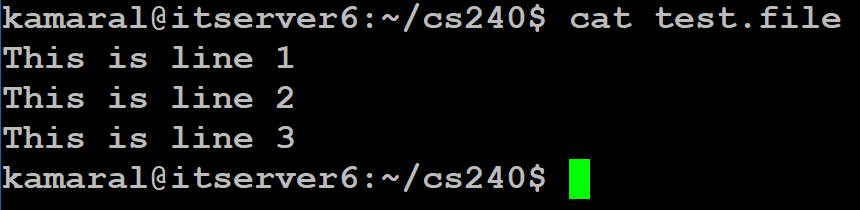 kamaral@itserver6:~/cs240$ cat test.file
This is line 1
This is line 2
This is line 3
kamaral@itserver6:~/cs240$